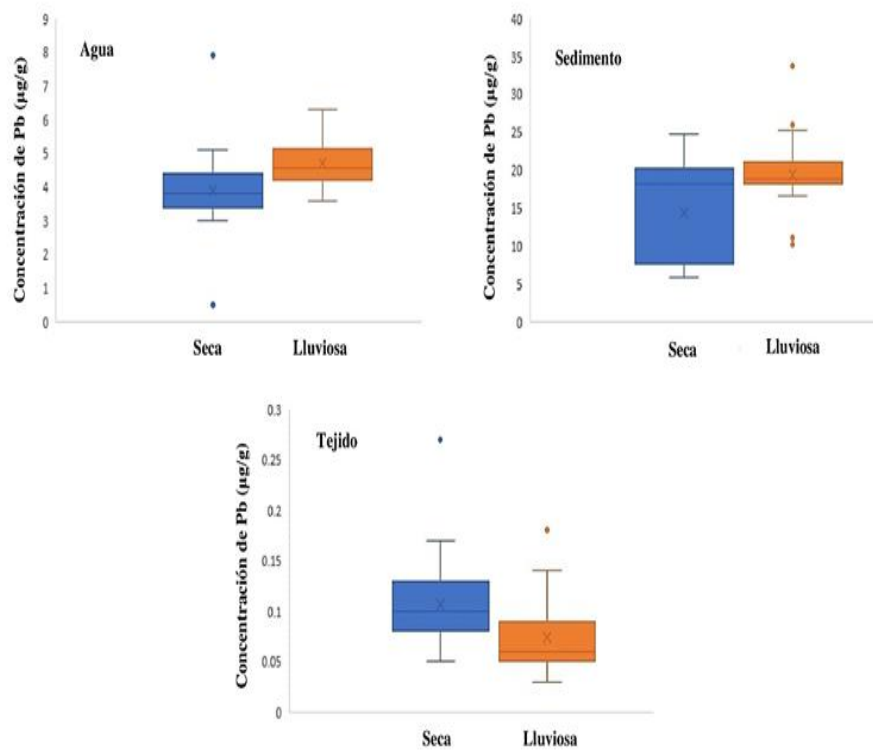 Agua
Concentración de Pb (µg/g)
9
8
7
6
5
4
3
2
1
0
Seca
Lluviosa
Sedimento
Concentración de Pb (µg/g)
40
35
30
25
20
15
10
5
0
Seca
Lluviosa
Tejido
Concentración de Pb (µg/g)
0.3
0.25
0.2
0.15
0.1
0.05
0
Seca
Lluviosa